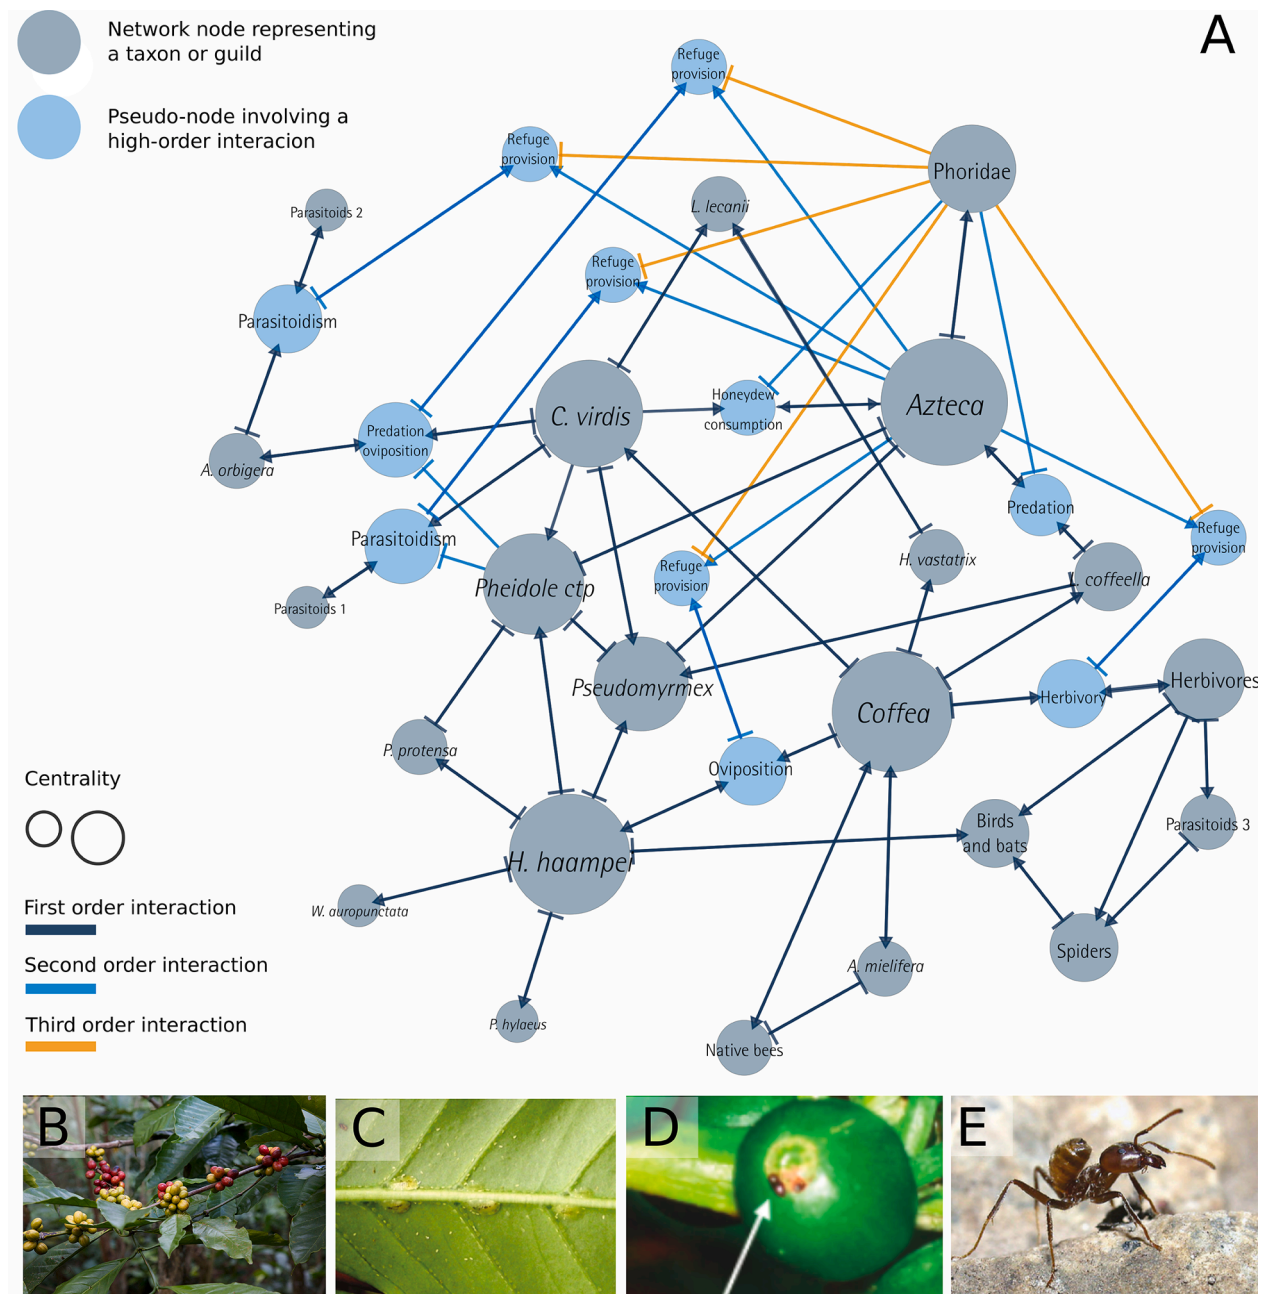 Network node representing
a taxon or guild
Pseudo-node involving a
high-order interacion
A
Refuge
provision
Refuge
provision
Phoridae
Parasitoids 2
L. lecanii
Refuge
provision
Parasitoidism
Honeydew
consumption
C. virdis
Azteca
Predation
oviposition
A. orbigera
Predation
Refuge
provision
Parasitoidism
H. vastatrix
Refuge
provision
L. coffeella
Pheidole ctp
Parasitoids 1
Pseudomyrmex
Coffea
Herbivory
Herbivores
P. protensa
Oviposition
Centrality
Birds
and bats
Parasitoids 3
H. haamper
W. auropunctata
First order interaction
Spiders
Second order interaction
A. mielifera
Third order interaction
P. hylaeus
Native bees
B
C
D
E